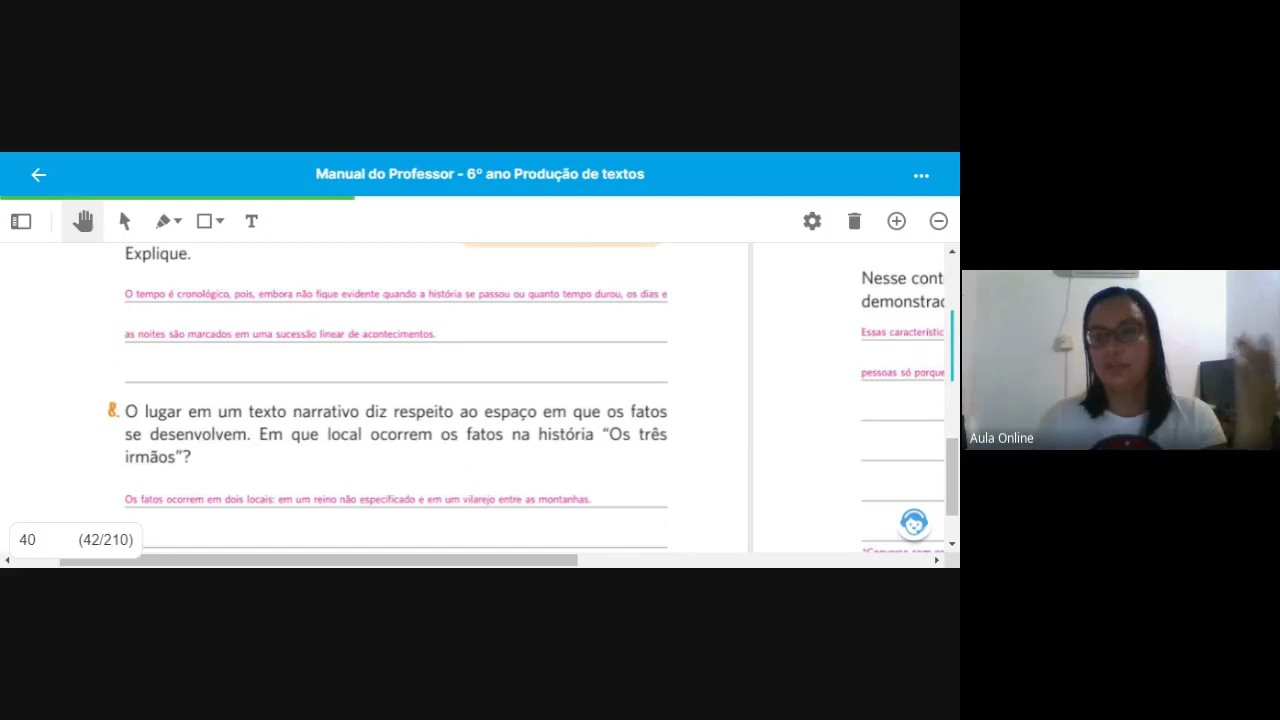 Manual do Professor - 6º ano Produção de textos
T
Explique.
O tempo é cronológico, pois, embora não fique evidente quando a história se passou ou quanto tempo durou, os dias e
as noites são marcados em uma sucessão linear de acontecimentos.
8. O lugar em um texto narrativo diz respeito ao espaço em que os fatos
se desenvolvem. Em que local ocorrem os fatos na história “Os três
irmãos”?
Os fatos ocorrem em dois locais: em um reino não especificado e em um vilarejo entre as montanhas.
40 (42/210)
Nesse cont
demonstrad
Essas característic
pessoas só porque
Aula Online